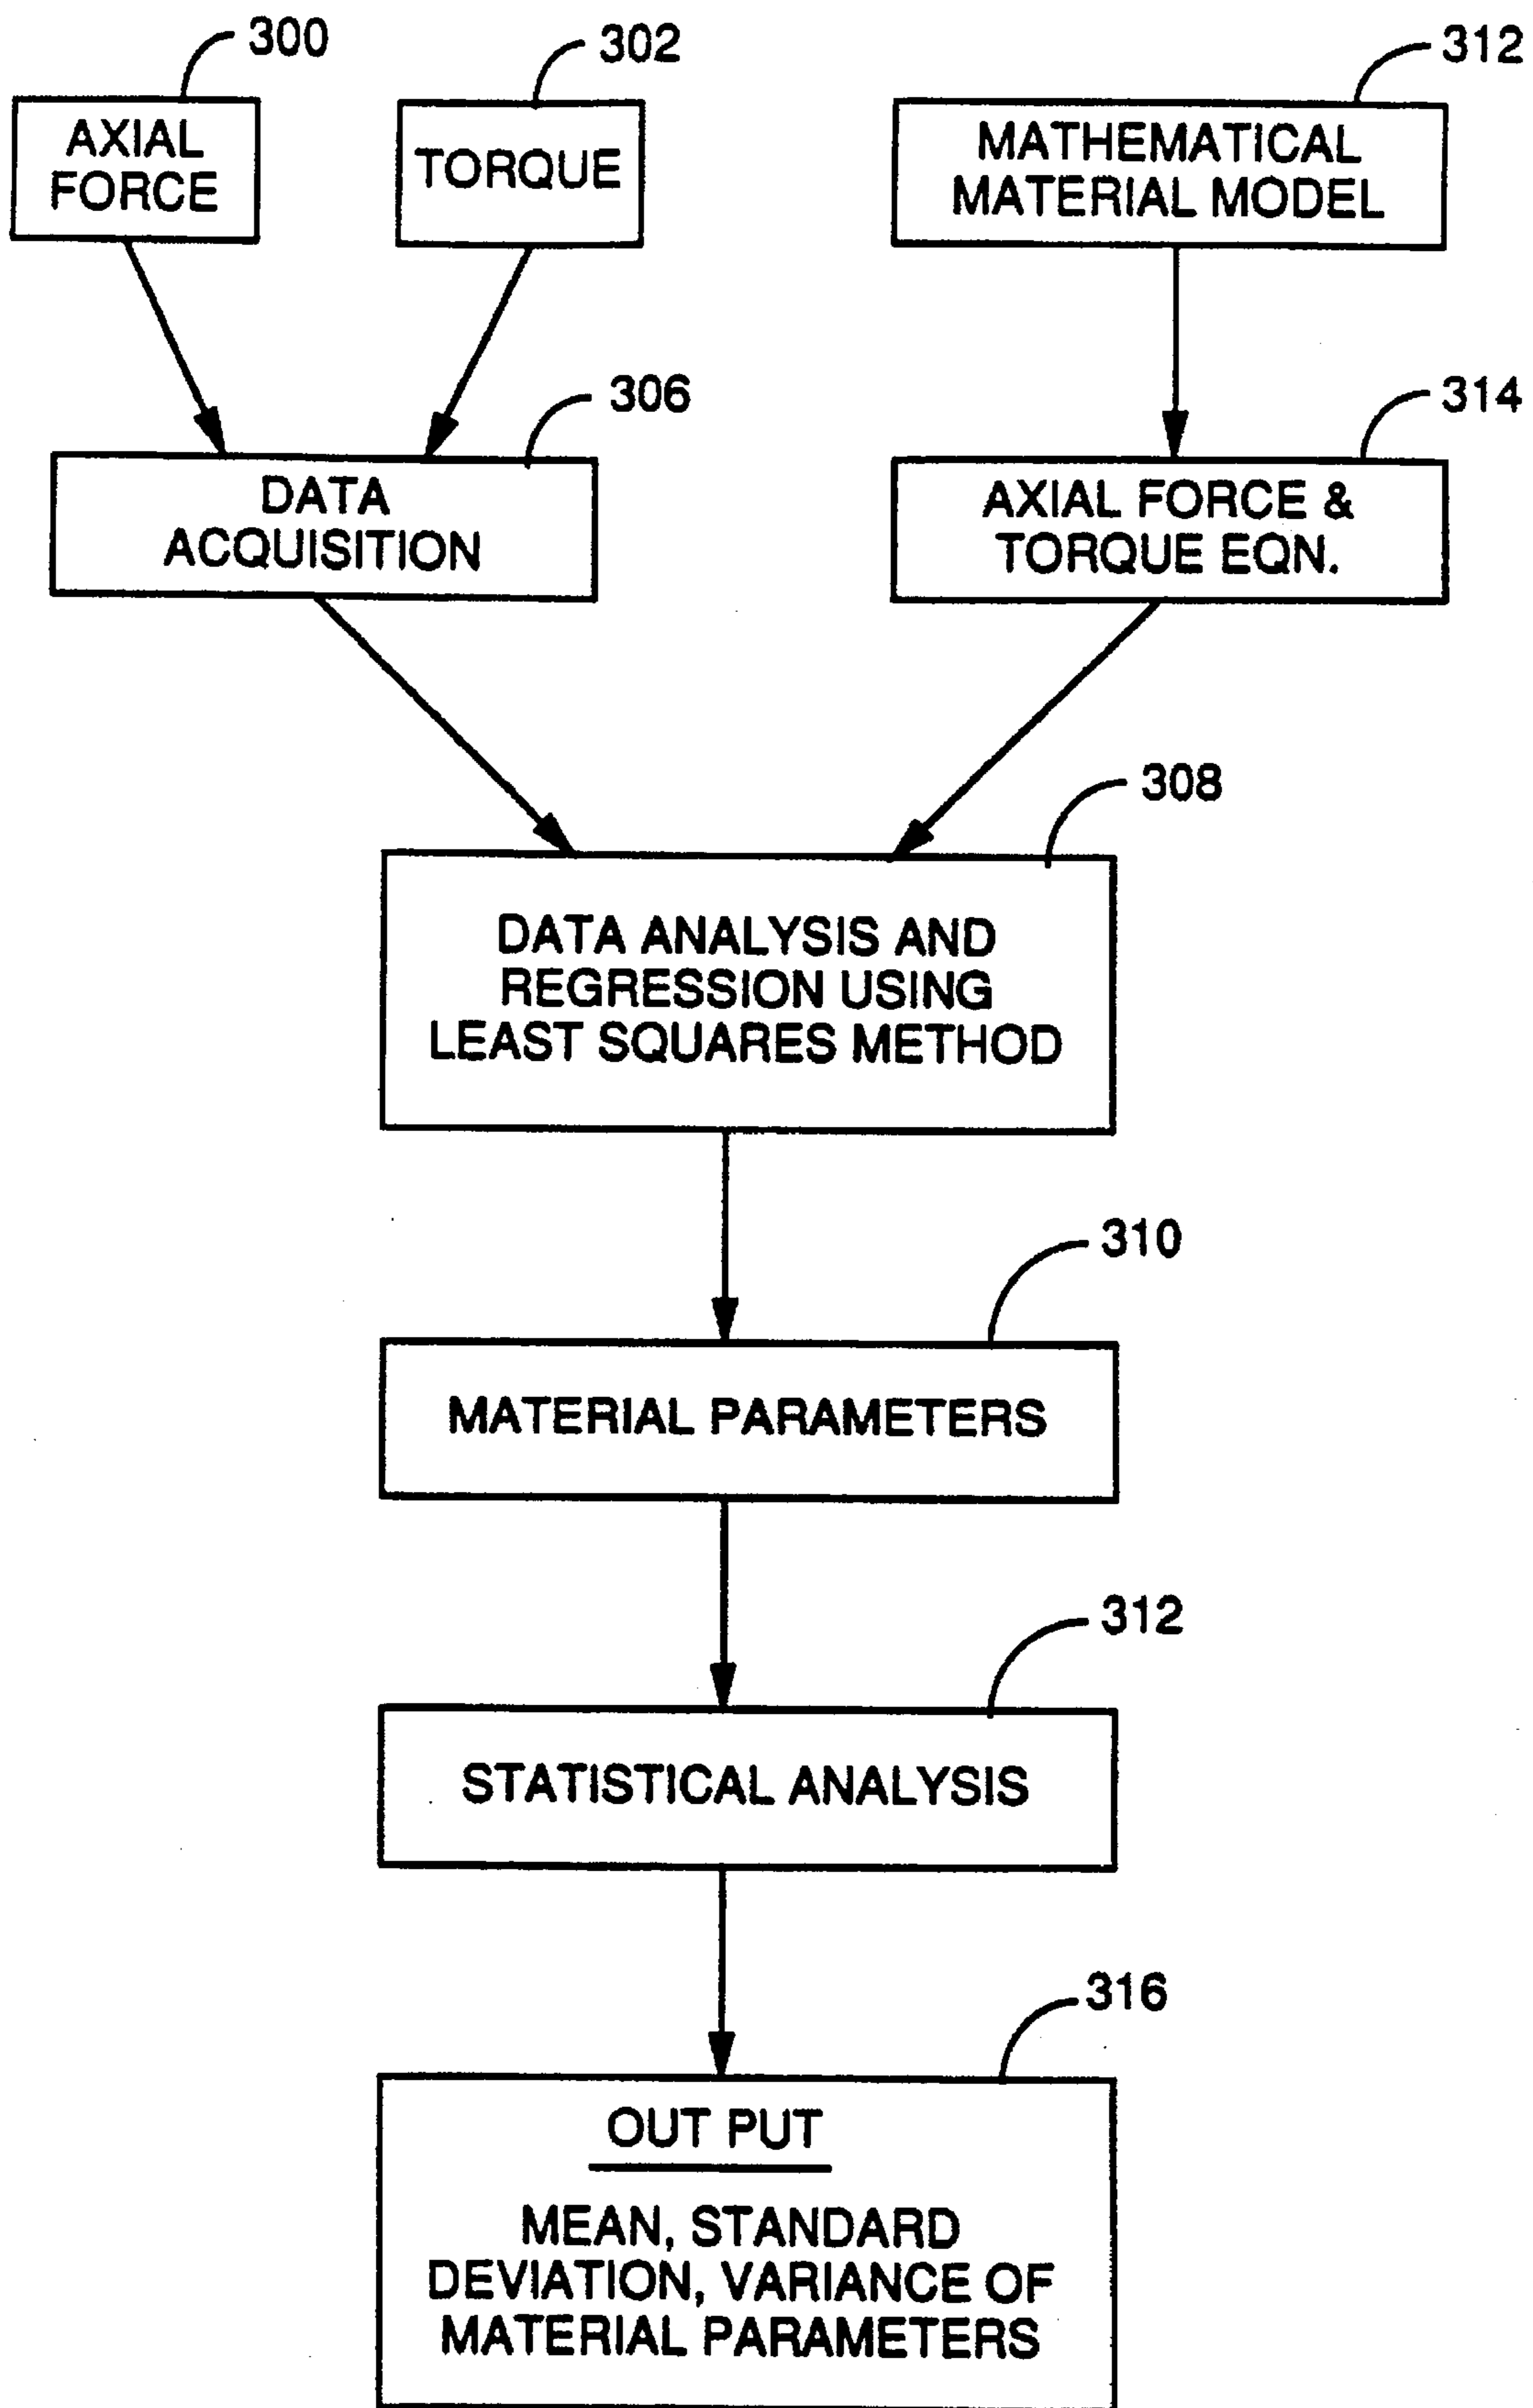 300
302
312
AXIAL
FORCE
TORQUE
MATHEMATICAL
MATERIAL MODEL
306
314
DATA
ACQUISITION
AXIAL FORCE &
TORQUE EQN.
308
DATA ANALYSIS AND
REGRESSION USING
LEAST SQUARES METHOD
310
MATERIAL PARAMETERS
312
STATISTICAL ANALYSIS
316
OUT PUT
MEAN, STANDARD
DEVIATION, VARIANCE OF
MATERIAL PARAMETERS